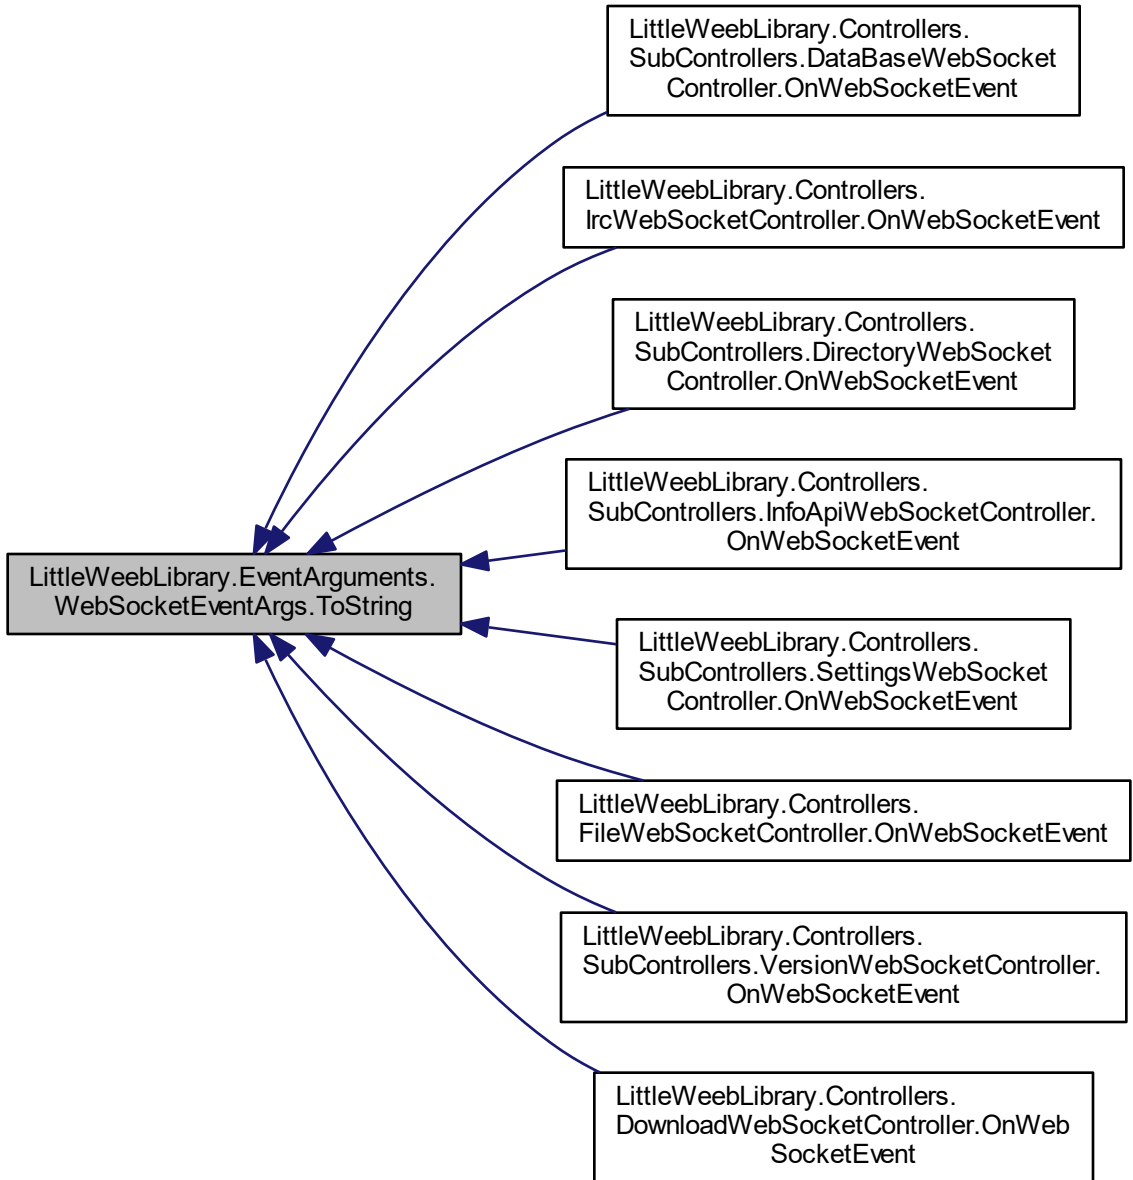 LittleWeebLibrary.Controllers.
SubControllers.DataBaseWebSocket
Controller.OnWebSocketEvent
LittleWeebLibrary.Controllers.
IrcWebSocketController.OnWebSocketEvent
LittleWeebLibrary.Controllers.
SubControllers.DirectoryWebSocket
Controller.OnWebSocketEvent
LittleWeebLibrary.Controllers.
SubControllers.InfoApiWebSocketController.
OnWebSocketEvent
LittleWeebLibrary.EventArguments.
WebSocketEventArgs.ToString
LittleWeebLibrary.Controllers.
SubControllers.SettingsWebSocket
Controller.OnWebSocketEvent
LittleWeebLibrary.Controllers.
FileWebSocketController.OnWebSocketEvent
LittleWeebLibrary.Controllers.
SubControllers.VersionWebSocketController.
OnWebSocketEvent
LittleWeebLibrary.Controllers.
DownloadWebSocketController.OnWeb
SocketEvent